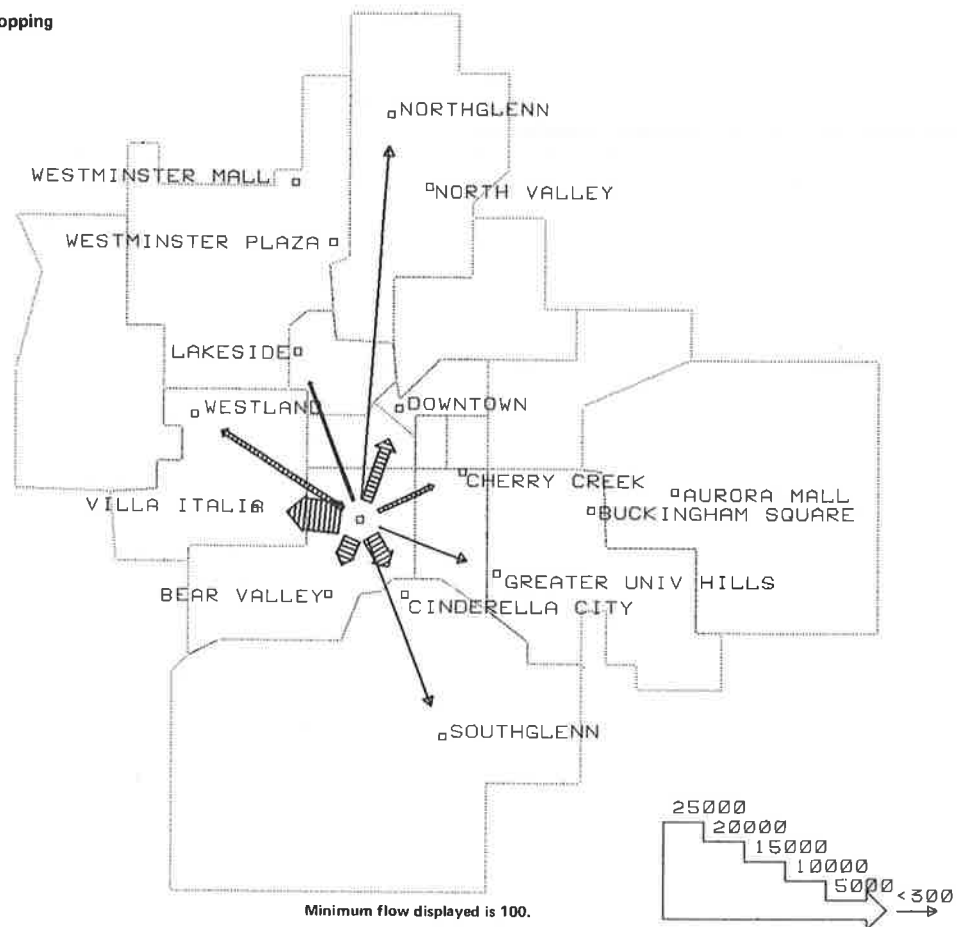 opping
NORTHGLENN
WESTMINSTER MALL
NORTH VALLEY
WESTMINSTER PLAZA
LAKESIDE
WESTLAND
DOWNTOWN
CHERRY CREEK
VILLA ITALIA
AURORA MALL
BUCKINGHAM SQUARE
GREATER UNIV HILLS
BEAR VALLEY
CINDERELLA CITY
SOUTHGLENN
25000
20000
15000
10000
5000
<300
Minimum flow displayed is 100.